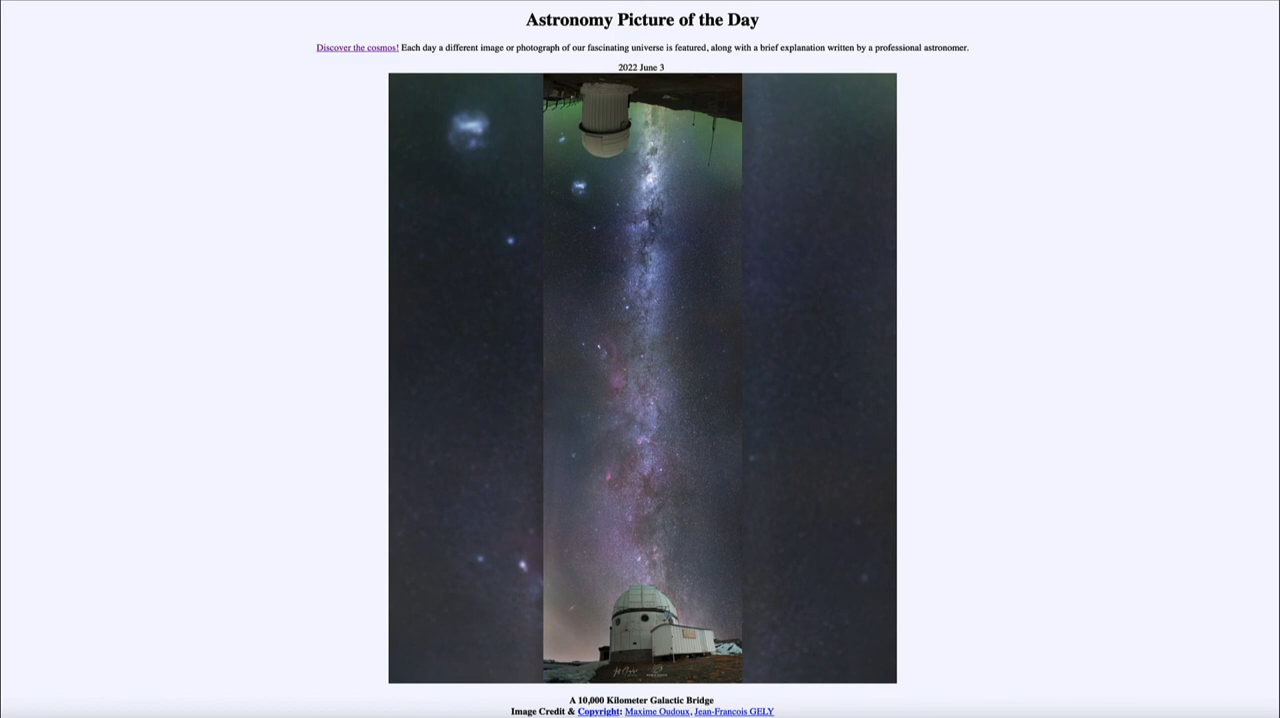 Astronomy Picture of the Day
Discover the cosmos! Each day a different image or photograph of our fascinating universe is featured, along with a brief explanation written by a professional astronomer.
2022 June 3
A 10,000 Kilometer Galactic Bridge
Image Credit & Copyright: Maxime Oudoux, Jean-Francois GELY